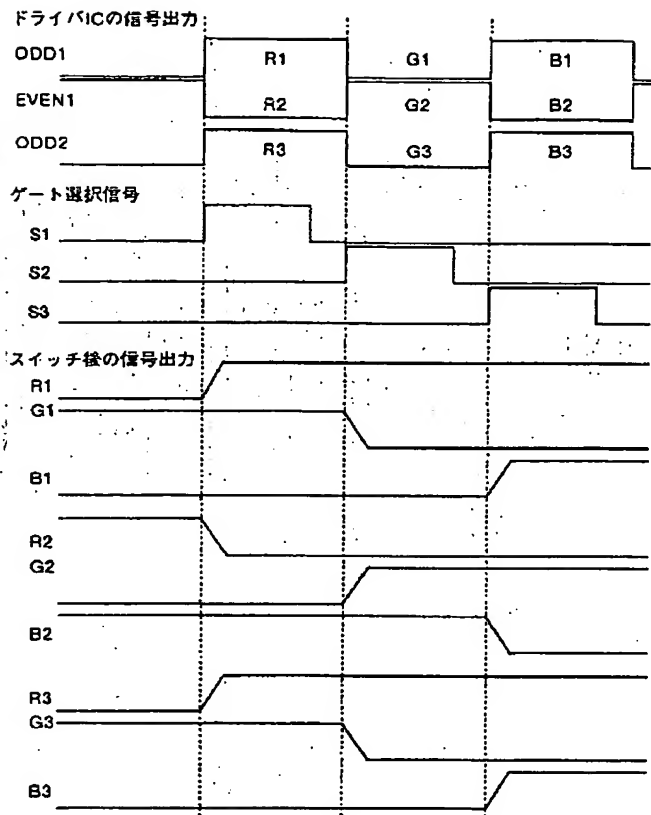 ドライバICの信号出力
ODD1
R1
G1
B1
EVEN1
R2
G2
B2
ODD2
R3
G3
B3
ゲート選択信号
S1
S2
S3
スイッチ後の信号出力
R1
G1
B1
R2
G2
B2
R3
G3
B3